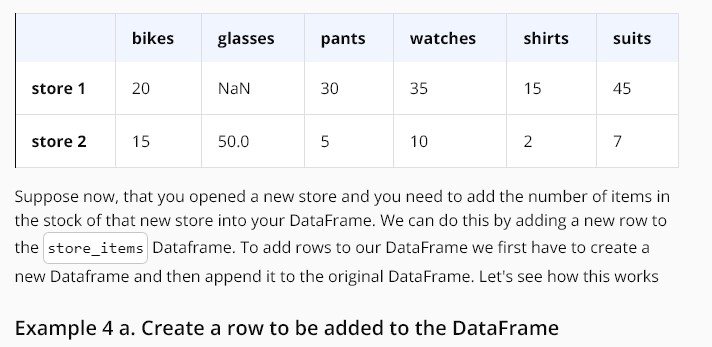 bikes glasses pants watches shirts suits
store 1 20 NaN 30 35 15 45
store 2 15 50.0 5 10 2 7
Suppose now, that you opened a new store and you need to add the number of items in
the stock of that new store into your DataFrame. We can do this by adding a new row to
the store_items Dataframe. To add rows to our DataFrame we first have to create a
new Dataframe and then append it to the original DataFrame. Let's see how this works
Example 4 a. Create a row to be added to the DataFrame